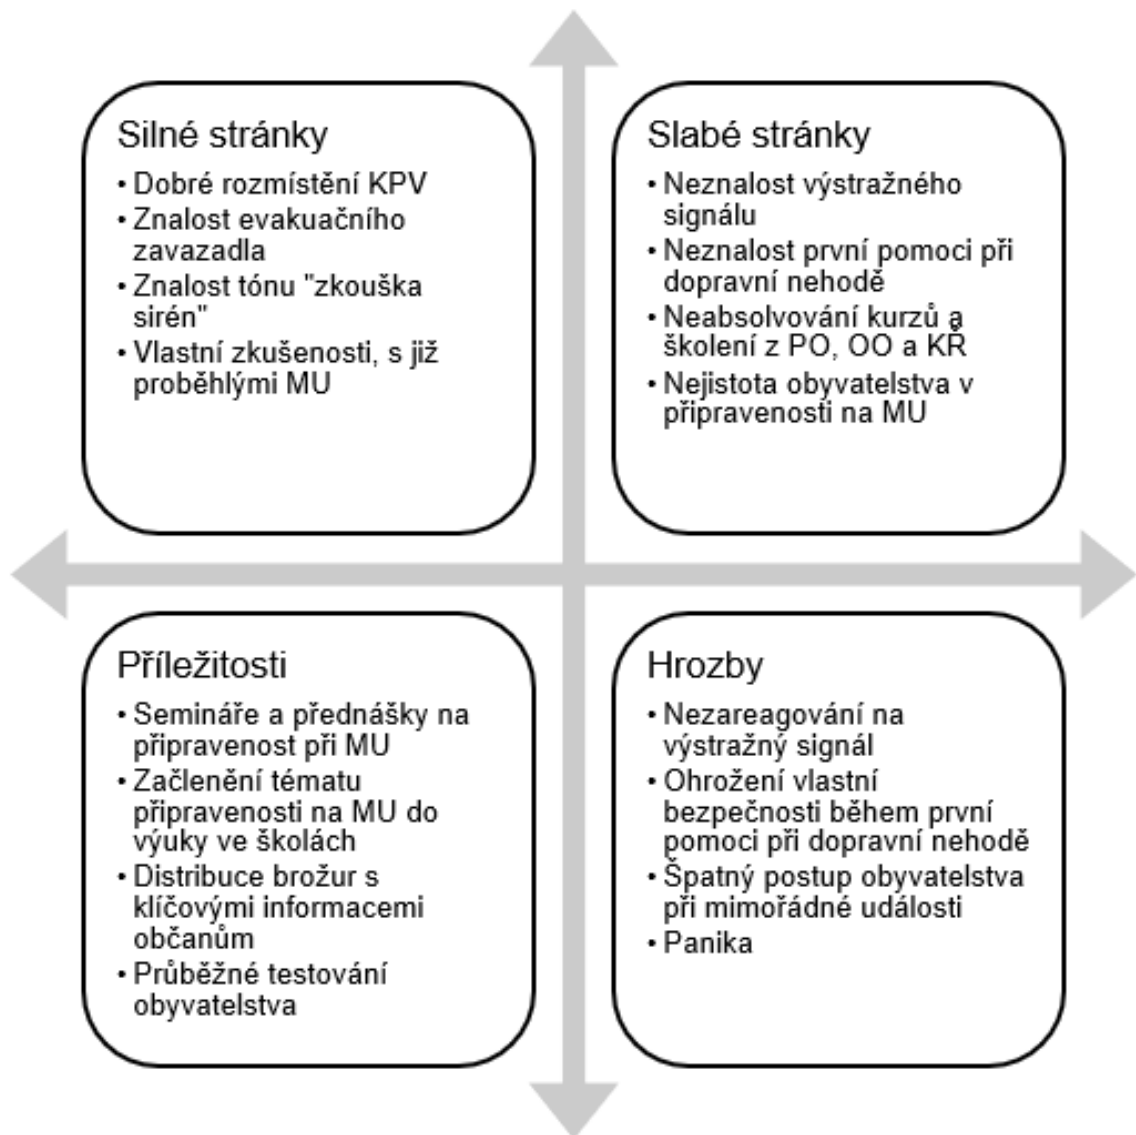 Silné stránky
• Dobré rozmístění KPV
• Znalost evakuačního
zavazadla
• Znalost tónu "zkouška
sirén"
• Vlastní zkušenosti, s již
proběhlými MU
Slabé stránky
• Neznalost výstražného
signálu
• Neznalost první pomoci při
dopravní nehodě
• Neabsolvování kurzů a
školení z PO, OO a KŘ
• Nejistota obyvatelstva v
připravenosti na MU
Příležitosti
• Semináře a přednášky na
připravenost při MU
• Začlenění tématu
připravenosti na MU do
výuky ve školách
• Distribuce brožur s
klíčovými informacemi
občanům
• Průběžné testování
obyvatelstva
Hrozby
• Nezareagování na
výstražný signál
• Ohrožení vlastní
bezpečnosti během první
pomoci při dopravní nehodě
• Špatný postup obyvatelstva
při mimořádné události
• Panika